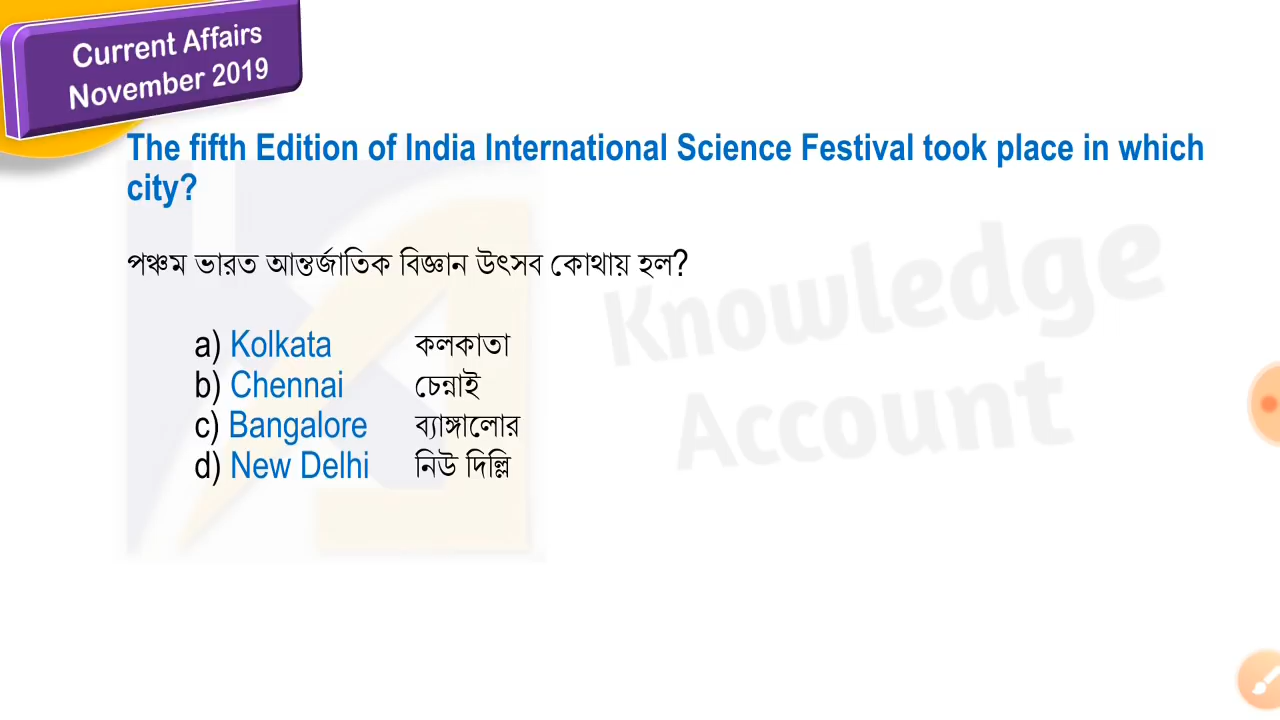 Current Affairs
November 2019
The fifth Edition of India International Science Festival took place in which
city?
পঞ্চম ভারত আন্তর্জাতিক বিজ্ঞান উৎসব কোথায় হল?
a) Kolkata কলকাতা
b) Chennai চেন্নাই
c) Bangalore ব্যাঙ্গালোর
d) New Delhi নিউ দিল্লি
Knowledge
Account